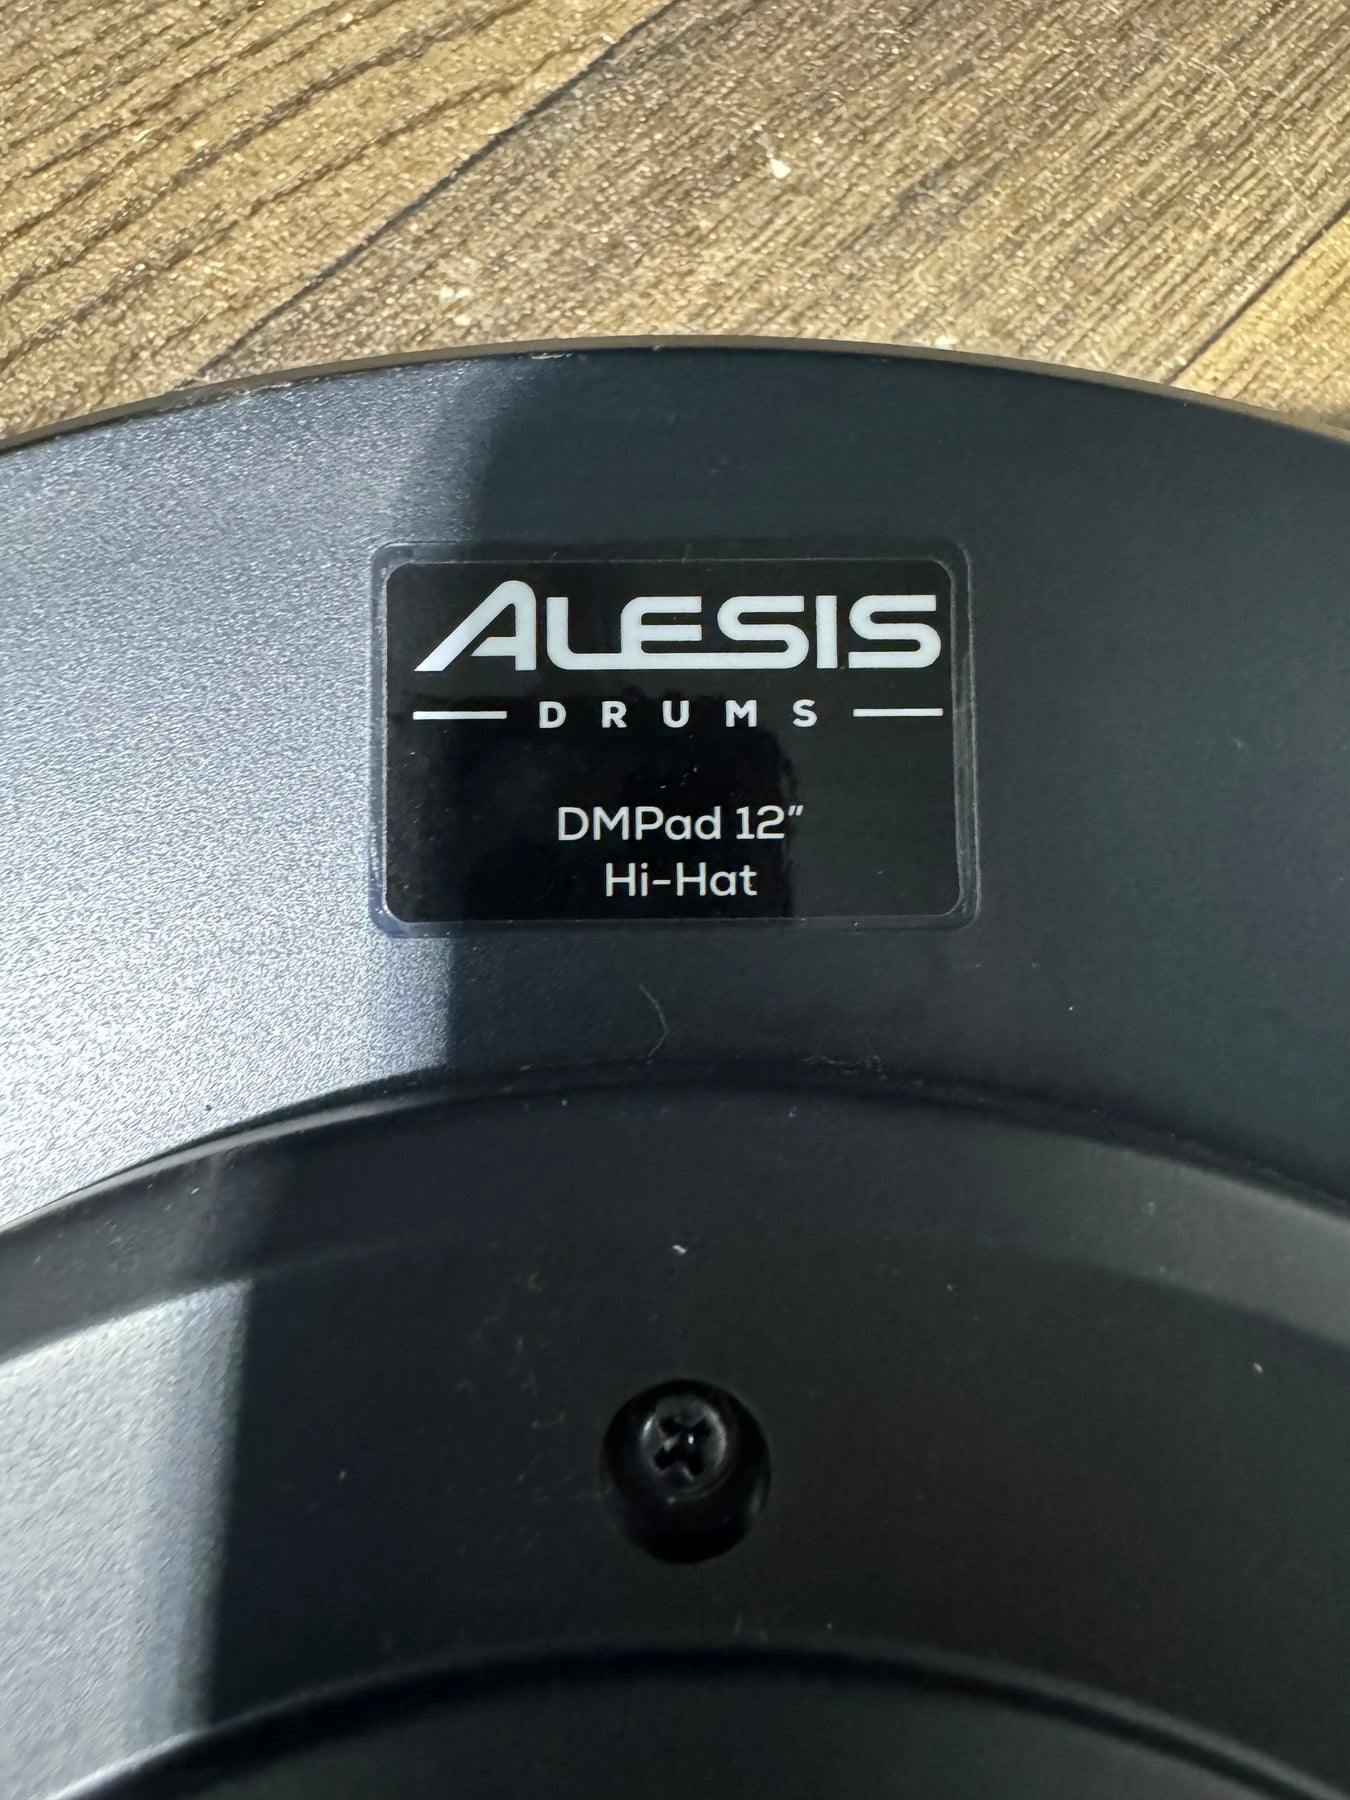 ALESIS
DRUMS
DMPad 12"
Hi-Hat